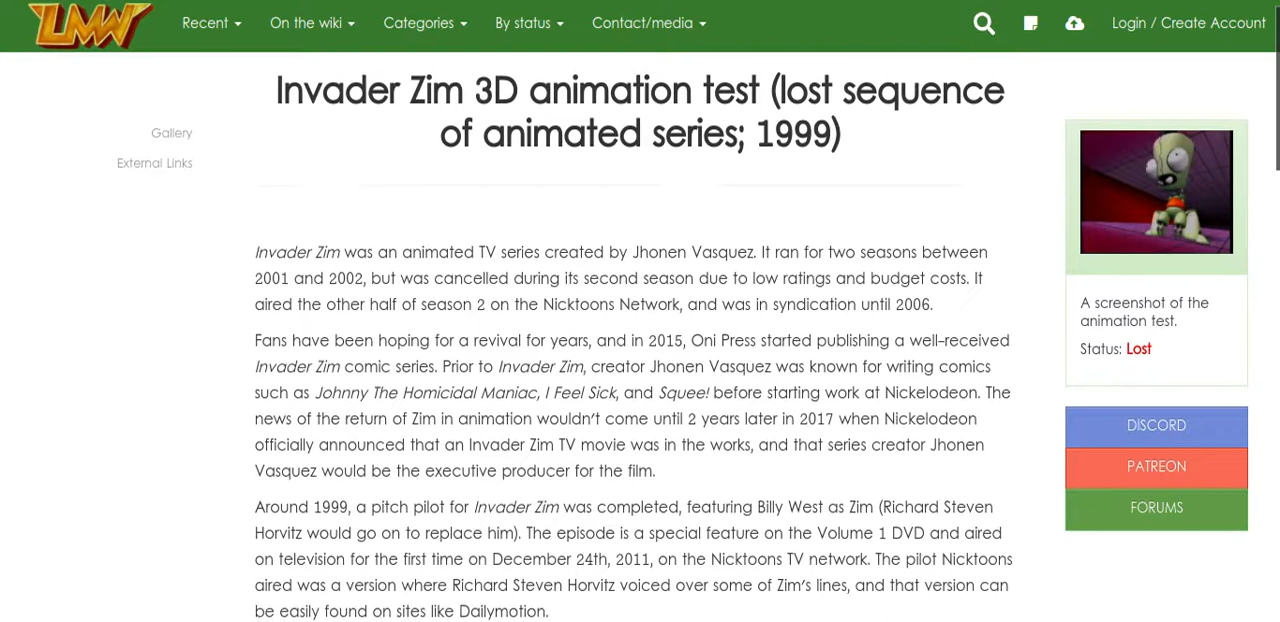 LMW
Recent
On the wiki
Categories
By status
Contact/media
Login / Create Account
Invader Zim 3D animation test (lost sequence
of animated series; 1999)
Gallery
External Links
Invader Zim was an animated TV series created by Jhonen Vasquez. It ran for two seasons between
2001 and 2002, but was cancelled during its second season due to low ratings and budget costs. It
aired the other half of season 2 on the Nicktoons Network, and was in syndication until 2006.
Fans have been hoping for a revival for years, and in 2015, Oni Press started publishing a well-received
Invader Zim comic series. Prior to Invader Zim, creator Jhonen Vasquez was known for writing comics
such as Johnny The Homicidal Maniac, I Feel Sick, and Squee! before starting work at Nickelodeon. The
news of the return of Zim in animation wouldn't come until 2 years later in 2017 when Nickelodeon
officially announced that an Invader Zim TV movie was in the works, and that series creator Jhonen
Vasquez would be the executive producer for the film.
Around 1999, a pitch pilot for Invader Zim was completed, featuring Billy West as Zim (Richard Steven
Horvitz would go on to replace him). The episode is a special feature on the Volume 1 DVD and aired
on television for the first time on December 24th, 2011, on the Nicktoons TV network. The pilot Nicktoons
aired was a version where Richard Steven Horvitz voiced over some of Zim's lines, and that version can
be easily found on sites like Dailymotion.
A screenshot of the
animation test.
Status: Lost
DISCORD
PATREON
FORUMS